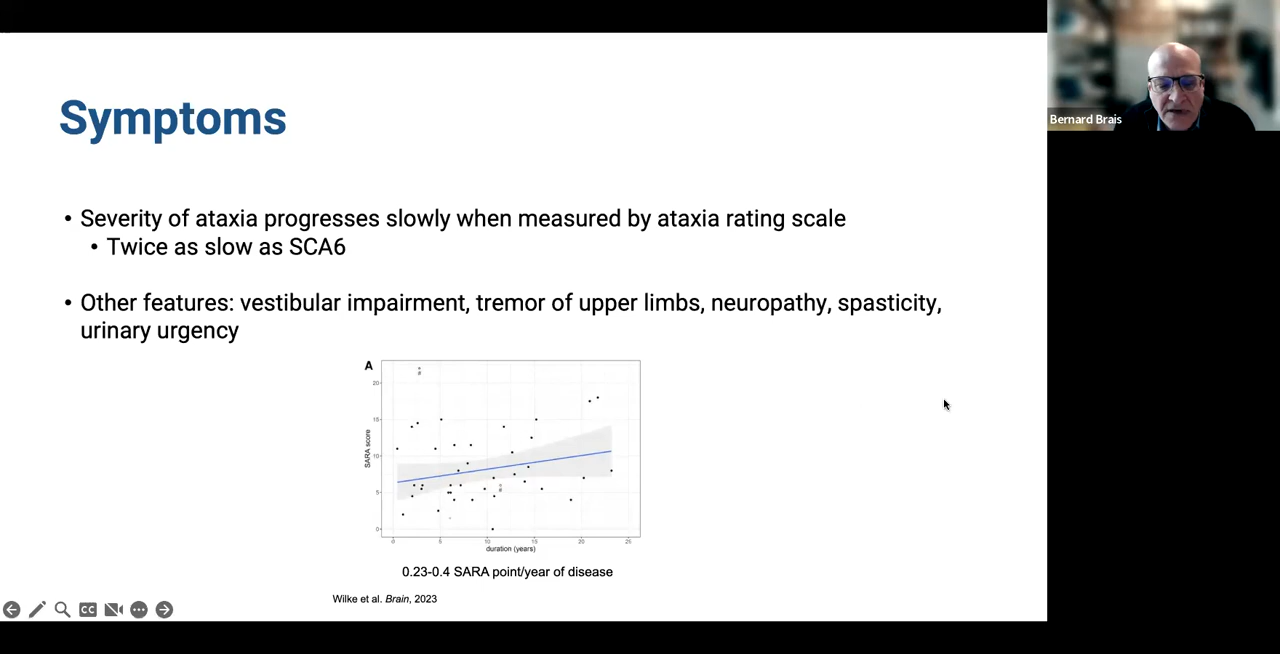 Symptoms
• Severity of ataxia progresses slowly when measured by ataxia rating scale
• Twice as slow as SCA6
• Other features: vestibular impairment, tremor of upper limbs, neuropathy, spasticity,
urinary urgency
A
SARA score
20
15
10
5
0
0 5 10 15 20 25
duration (years)
0.23-0.4 SARA point/year of disease
Wilke et al. Brain, 2023
CC
Bernard Brais